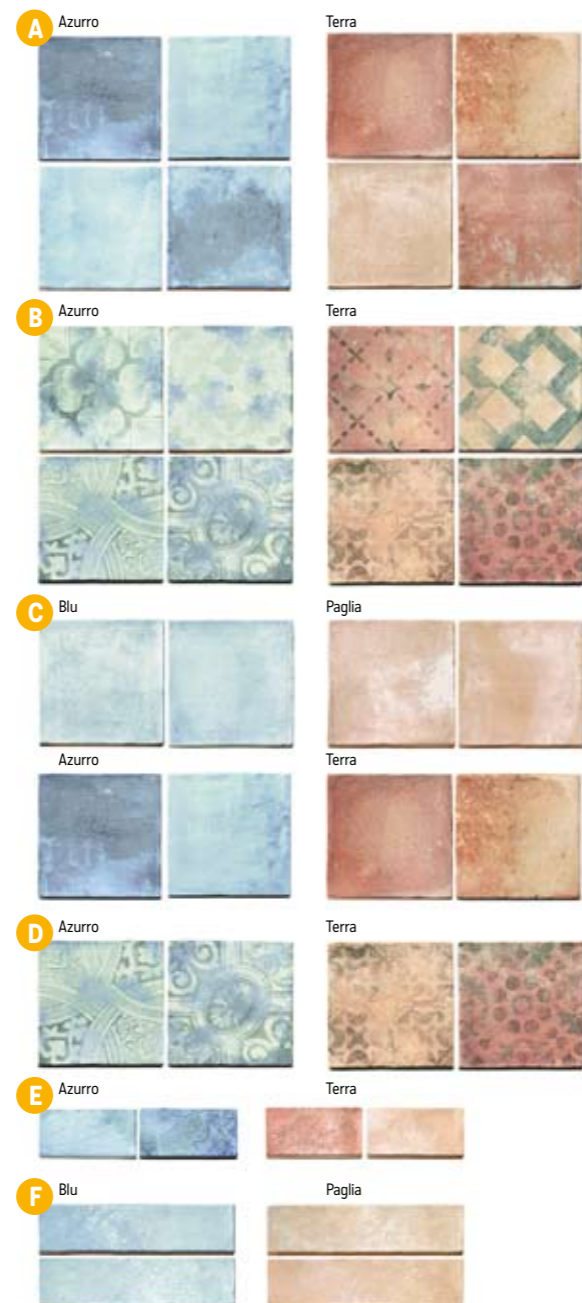 A Azurro Terra
B Azurro Terra
C Blu Paglia
Azurro Terra
D Azurro Terra
E Azurro Terra
F Blu Paglia